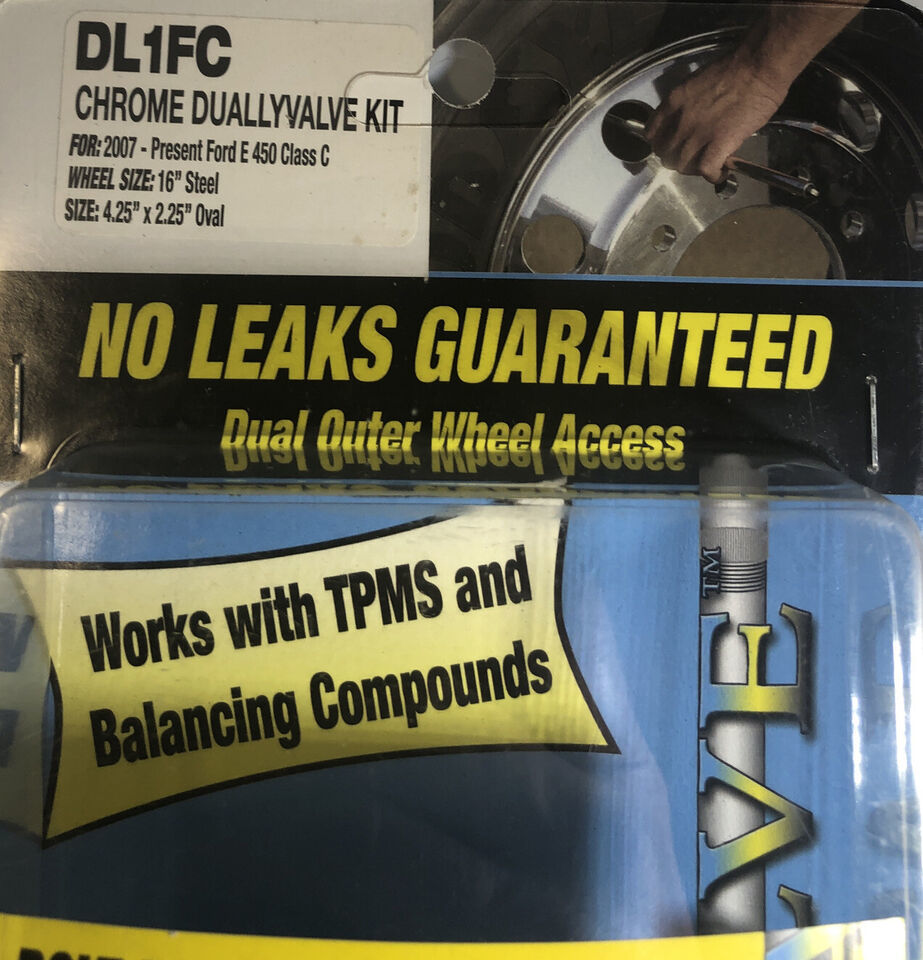 DL1FC
CHROME DUALLYVALVE KIT
FOR: 2007 - Present Ford E 450 Class C
WHEEL SIZE: 16" Steel
SIZE: 4.25" x 2.25" Oval
NO LEAKS GUARANTEED
Dual Outer Wheel Access
Works with TPMS and
Balancing Compounds
VE™